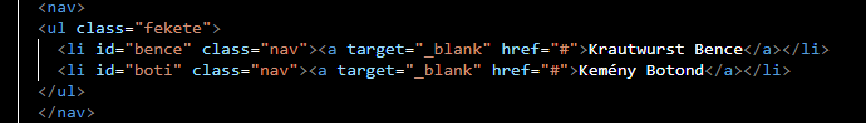 <nav>
<ul class="fekete">
<li id="bence" class="nav"><a target="_blank" href="#">Krautwurst Bence</a></li>
<li id="boti" class="nav"><a target="_blank" href="#">Kemény Botond</a></li>
</ul>
</nav>